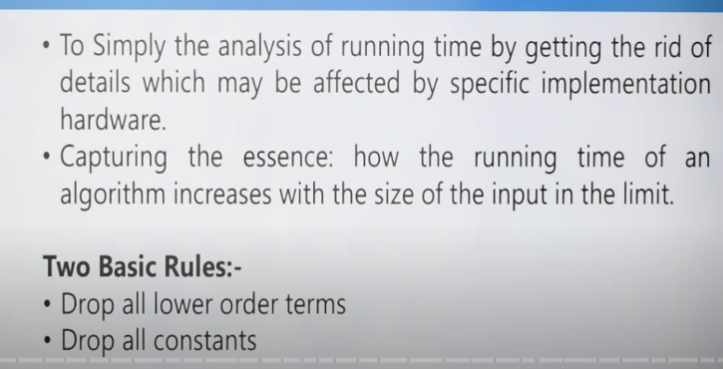 • To Simply the analysis of running time by getting the rid of
details which may be affected by specific implementation
hardware.
• Capturing the essence: how the running time of an
algorithm increases with the size of the input in the limit.
Two Basic Rules:-
• Drop all lower order terms
• Drop all constants